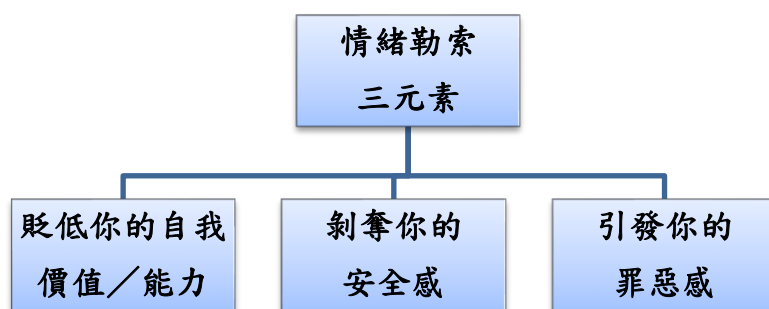 情緒勒索
三元素
貶低你的自我
價值／能力
剝奪你的
安全感
引發你的
罪惡感